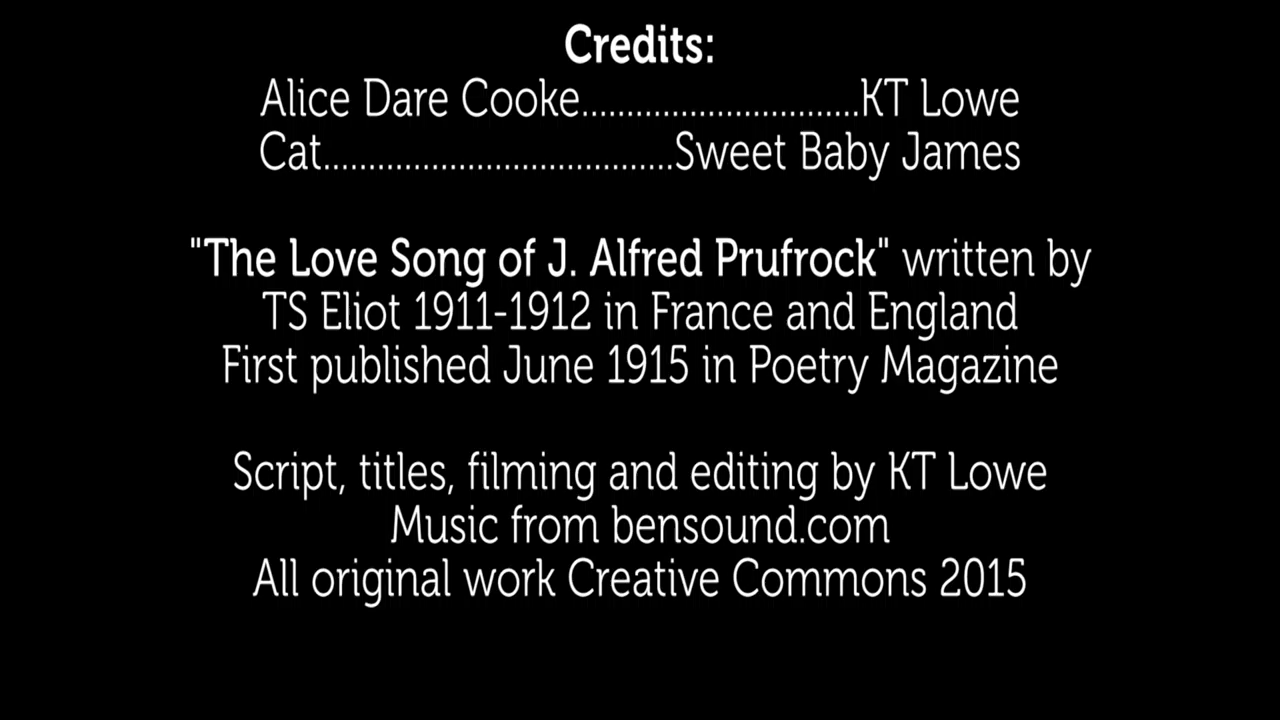 Credits:
Alice Dare Cooke...............................KT Lowe
Cat.......................................Sweet Baby James
"The Love Song of J. Alfred Prufrock" written by
TS Eliot 1911-1912 in France and England
First published June 1915 in Poetry Magazine
Script, titles, filming and editing by KT Lowe
Music from bensound.com
All original work Creative Commons 2015